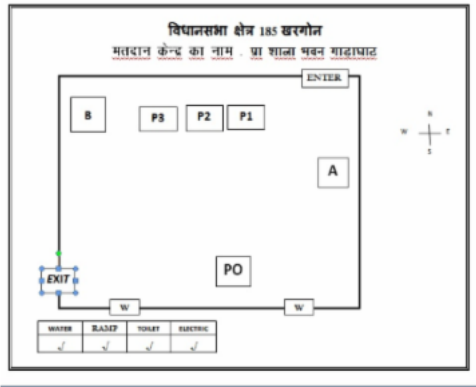 विधानसभा क्षेत्र 185 खरगोन
मतदान केन्द्र का नाम . प्रा शाला भवन गाढाघाट
ENTER
B P3 P2 P1
N
W E
S
A
EXIT
PO
W W
WATER RAMP TOILET ELECTRIC
√ √ √ √